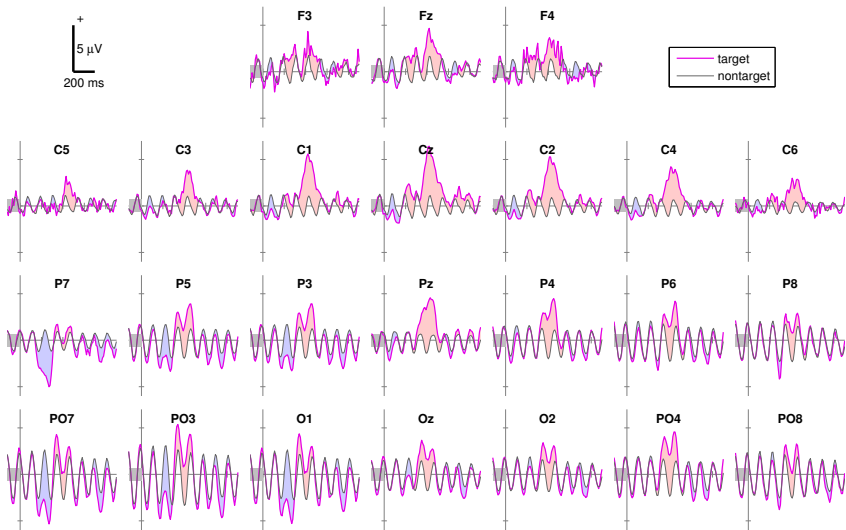 +
5 μV
200 ms
F3 Fz F4
target
nontarget
C5 C3 C1 Cz C2 C4 C6
P7 P5 P3 Pz P4 P6 P8
PO7 PO3 O1 Oz O2 PO4 PO8